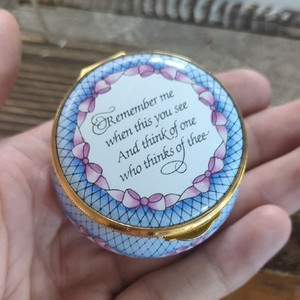 Remember me
when this you see
And think of one
who thinks of thee